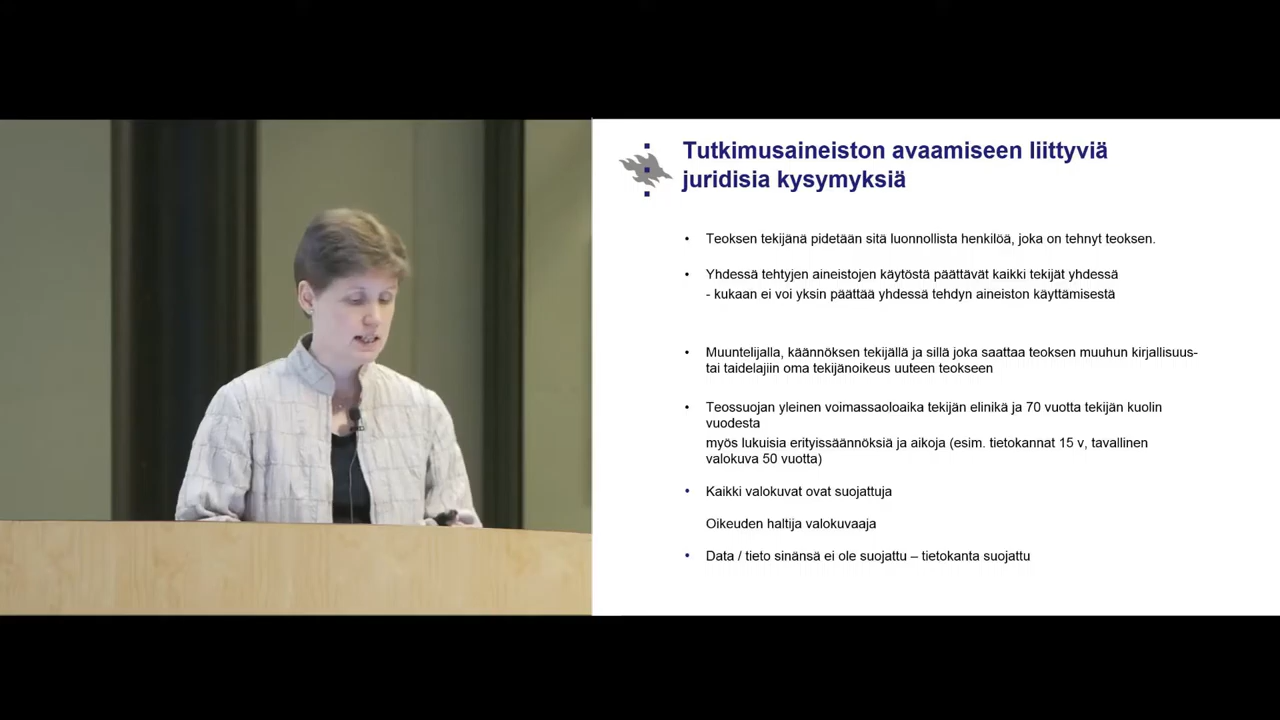 Tutkimusaineiston avaamiseen liittyviä
juridisia kysymyksiä
• Teoksen tekijänä pidetään sitä luonnollista henkilöä, joka on tehnyt teoksen.
• Yhdessä tehtyjen aineistojen käytöstä päättävät kaikki tekijät yhdessä
- kukaan ei voi yksin päättää yhdessä tehdyn aineiston käyttämisestä
• Muuntelijalla, käännöksen tekijällä ja sillä joka saattaa teoksen muuhun kirjallisuus-
tai taidelajiin oma tekijänoikeus uuteen teokseen
• Teossuojan yleinen voimassaoloaika tekijän elinikä ja 70 vuotta tekijän kuolin
vuodesta
myös lukuisia erityissäännöksiä ja aikoja (esim. tietokannat 15 v, tavallinen
valokuva 50 vuotta)
• Kaikki valokuvat ovat suojattuja
Oikeuden haltija valokuvaaja
• Data / tieto sinänsä ei ole suojattu – tietokanta suojattu